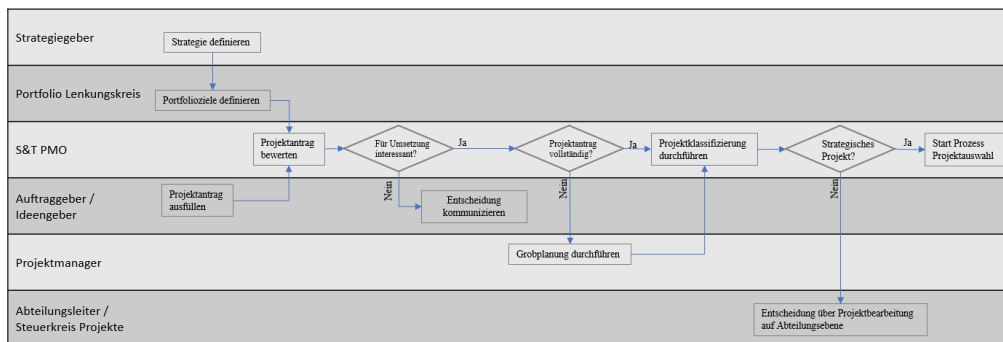 Strategiegeber
Strategie definieren
Portfolio Lenkungskreis
Portfolioziele definieren
S&T PMO
Projektantrag
bewerten
Für Umsetzung
interessant?
Ja
Nein
Projektantrag
vollständig?
Ja
Nein
Projektklassifizierung
durchführen
Strategisches
Projekt?
Ja
Nein
Start Prozess
Projektauswahl
Auftraggeber /
Ideengeber
Projektantrag
ausfüllen
Entscheidung
kommunizieren
Projektmanager
Grobplanung durchführen
Abteilungsleiter /
Steuerkreis Projekte
Entscheidung über Projektbearbeitung
auf Abteilungsebene